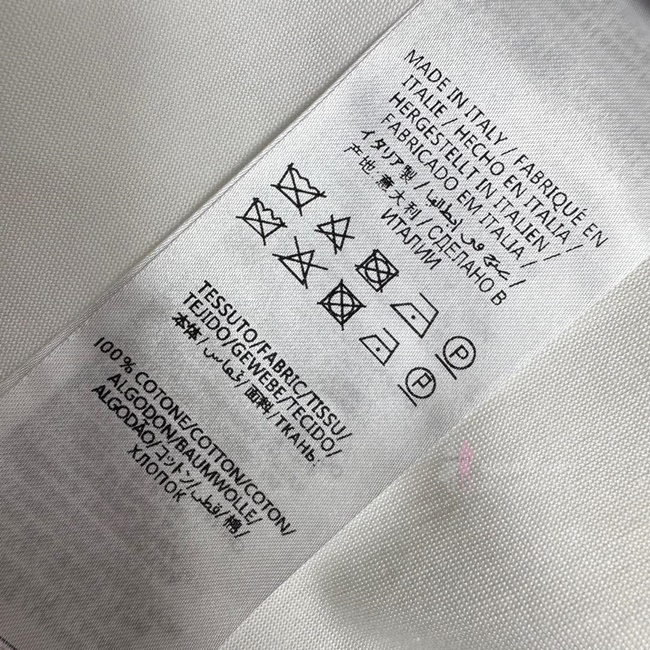 MADE IN ITALY / FABRIQUÉ EN
ITALIE / HECHO EN ITALIA /
HERGESTELLT IN ITALIEN /
FABRICADO EM ITALIA /
イタリア製 / صنع في إيطاليا /
产地 意大利 / СДЕЛАНО В
ИТАЛИИ
P
P
TESSUTO/FABRIC/TISSU/
TEJIDO/GEWEBE/TECIDO/
本体/ قماش/ 面料/ ТКАНЬ:
100% COTONE/COTTON/COTON/
ALGODON/BAUMWOLLE/
ALGODÃO/コットン/قطن/棉/
ХЛОПОК